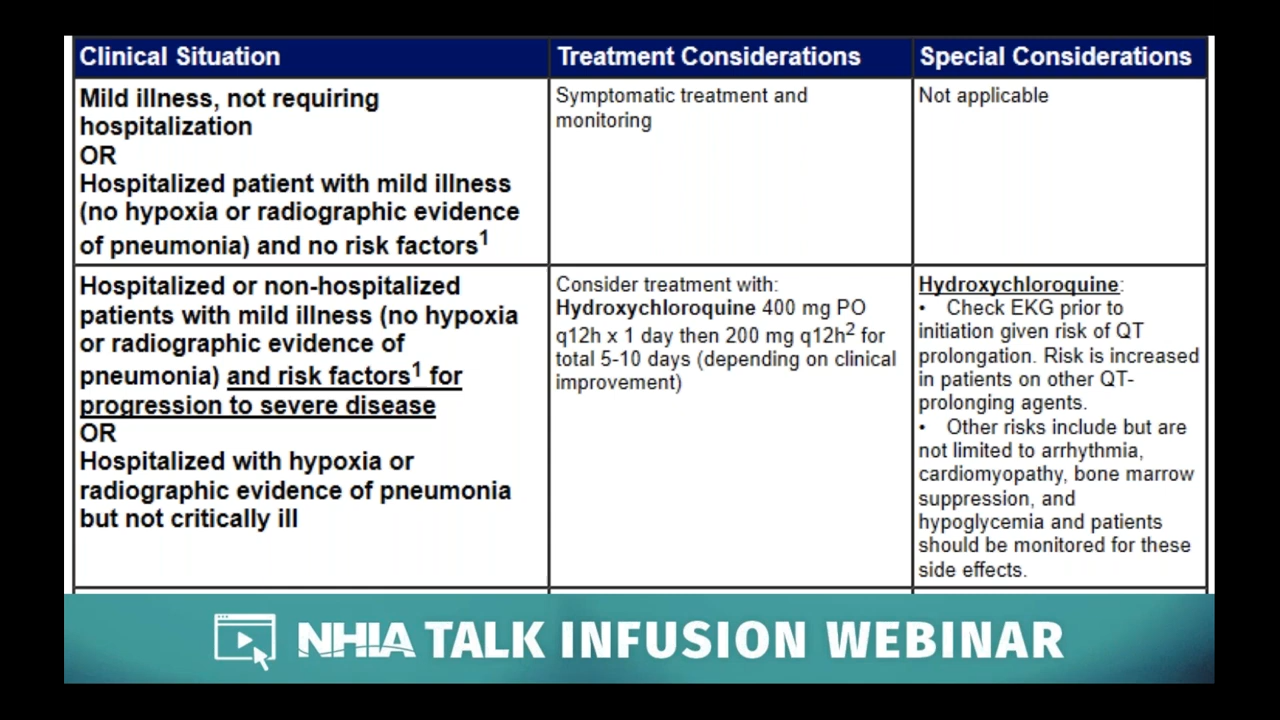 Clinical Situation
Treatment Considerations
Special Considerations
Mild illness, not requiring
hospitalization
OR
Hospitalized patient with mild illness
(no hypoxia or radiographic evidence
of pneumonia) and no risk factors1
Symptomatic treatment and
monitoring
Not applicable
Hospitalized or non-hospitalized
patients with mild illness (no hypoxia
or radiographic evidence of
pneumonia) and risk factors1 for
progression to severe disease
OR
Hospitalized with hypoxia or
radiographic evidence of pneumonia
but not critically ill
Consider treatment with:
Hydroxychloroquine 400 mg PO
q12h x 1 day then 200 mg q12h2 for
total 5-10 days (depending on clinical
improvement)
Hydroxychloroquine:
• Check EKG prior to
initiation given risk of QT
prolongation. Risk is increased
in patients on other QT-
prolonging agents.
• Other risks include but are
not limited to arrhythmia,
cardiomyopathy, bone marrow
suppression, and
hypoglycemia and patients
should be monitored for these
side effects.
NHIA TALK INFUSION WEBINAR